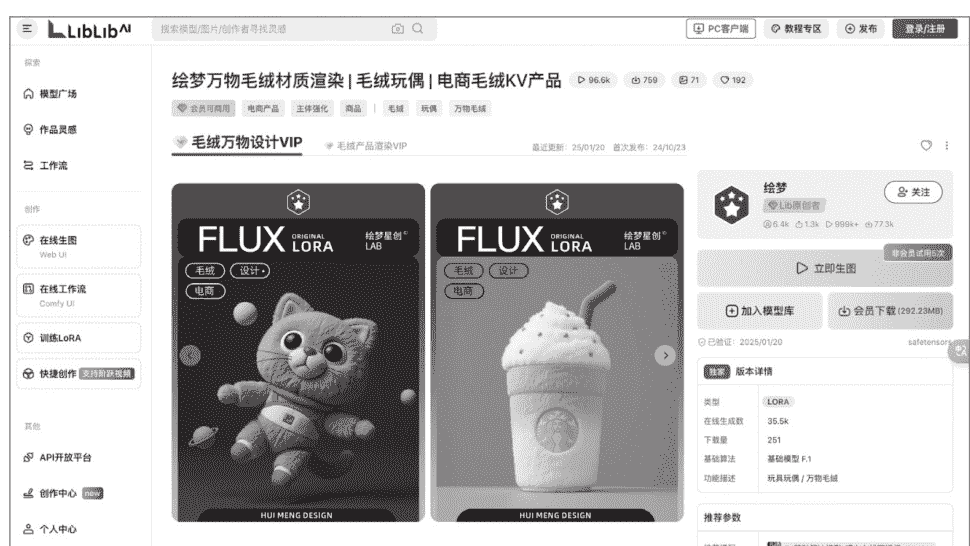 LibLib AI
搜索模型/图片/创作者寻找灵感
PC客户端
教程专区
发布
登录/注册
探索
模型广场
作品灵感
工作流
创作
在线生图
Web UI
在线工作流
Comfy UI
训练LoRA
快捷创作 支持阶跃视频
其他
API开放平台
创作中心 new
个人中心
绘梦万物毛绒材质渲染 | 毛绒玩偶 | 电商毛绒KV产品 96.6k 759 71 192
会员可商用 电商产品 主体强化 商品 | 毛绒 玩偶 万物毛绒
毛绒万物设计VIP 毛绒产品渲染VIP 最近更新：25/01/20 首次发布：24/10/23
FLUX ORIGINAL LORA 绘梦星创© LAB
毛绒 设计
电商
HUI MENG DESIGN
FLUX ORIGINAL LORA 绘梦星创© LAB
毛绒 设计
电商
HUI MENG DESIGN
绘梦
Lib原创者
关注
6.4k 1.3k 999k+ 77.3k
非会员试用5次
立即生图
加入模型库
会员下载 (292.23MB)
已验证：2025/01/20 safetensors
独家 版本详情
类型 LORA
在线生成数 35.5k
下载量 251
基础算法 基础模型 F.1
功能描述 玩具玩偶 / 万物毛绒
推荐参数